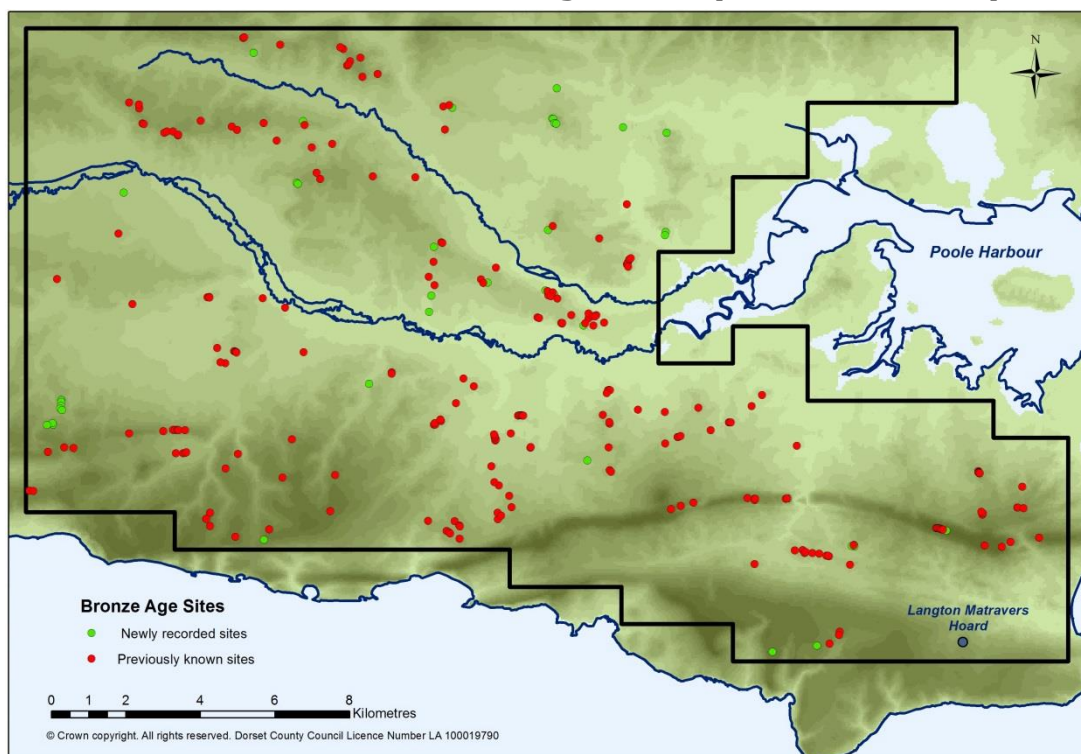 N
Poole Harbour
Langton Matravers
Hoard
Bronze Age Sites
Newly recorded sites
Previously known sites
0 1 2 4 6 8
Kilometres
© Crown copyright. All rights reserved. Dorset County Council Licence Number LA 100019790